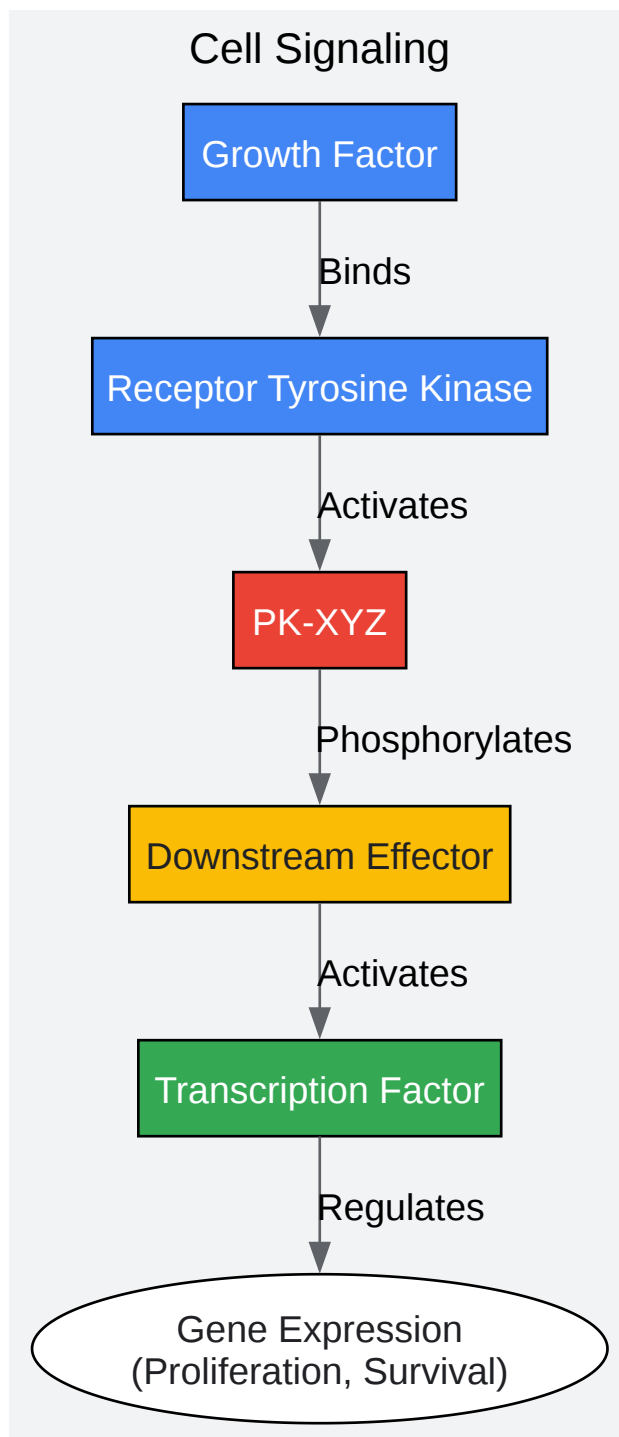 Cell Signaling
Growth Factor
Binds
Receptor Tyrosine Kinase
Activates
PK-XYZ
Phosphorylates
Downstream Effector
Activates
Transcription Factor
Regulates
Gene Expression
(Proliferation, Survival)